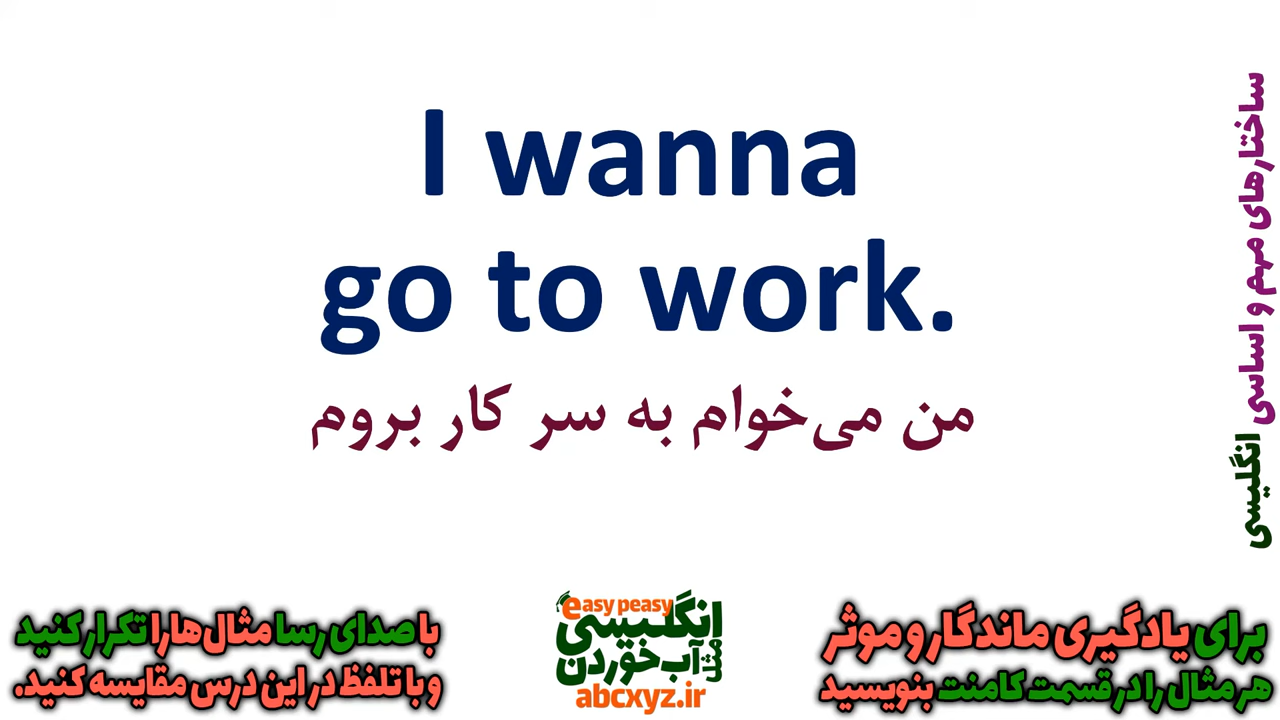 I wanna
go to work.
من می‌خوام به سر کار بروم
ساختارهای مهم و اساسی انگلیسی
برای یادگیری ماندگار و موثر
هر مثال را در قسمت کامنت بنویسید
easy peasy
انگلیسی
مثل آب خوردن
abcxyz.ir
با صدای رسا مثال‌ها را تکرار کنید
و با تلفظ در این درس مقایسه کنید.